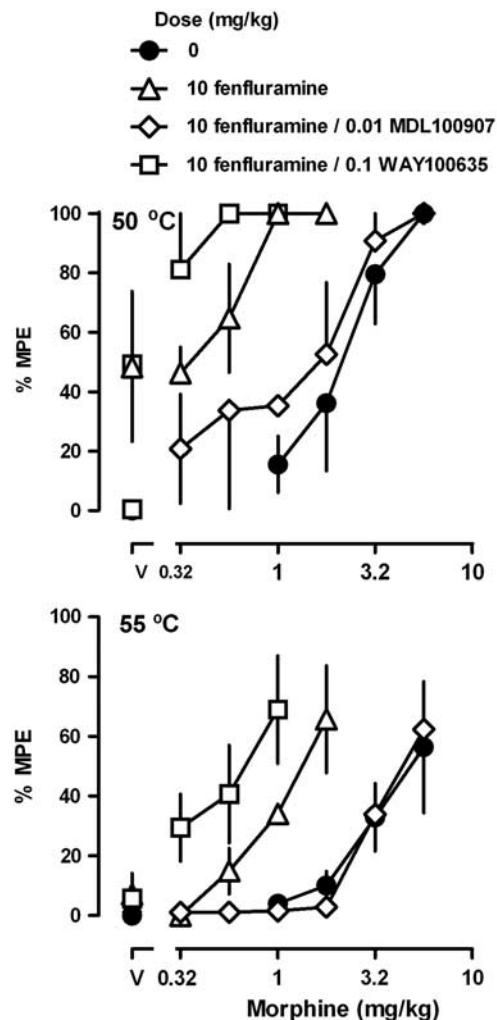 Dose (mg/kg)
0
10 fenfluramine
10 fenfluramine / 0.01 MDL100907
10 fenfluramine / 0.1 WAY100635
100
50 °C
80
60
% MPE
40
20
0
V 0.32 1 3.2 10
100
55 °C
80
60
% MPE
40
20
0
V 0.32 1 3.2 10
Morphine (mg/kg)